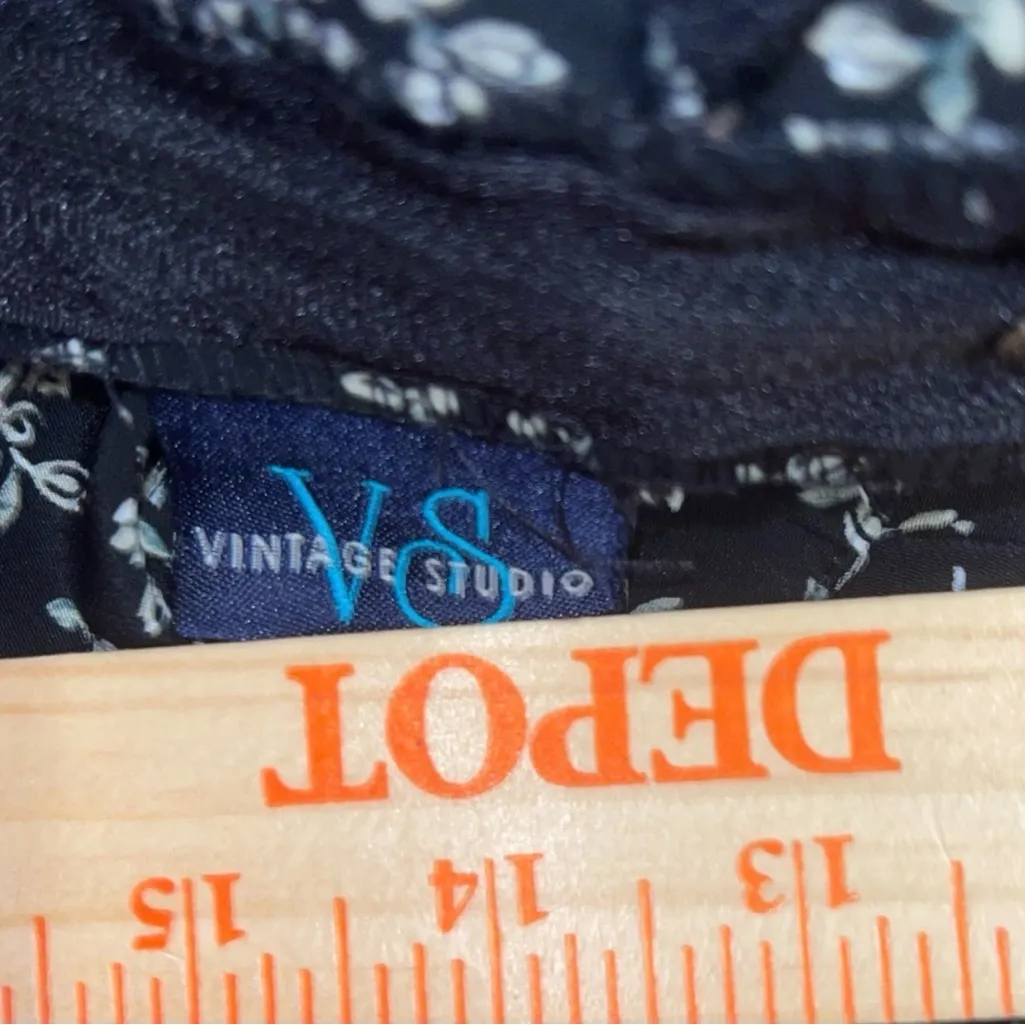 VS
VINTAGE STUDIO
DEPOT
15 14 13